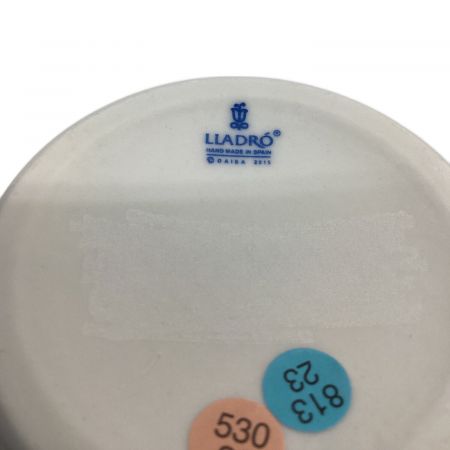 LLADRÓ®
HAND MADE IN SPAIN
© DAISA 2015
813
23
530